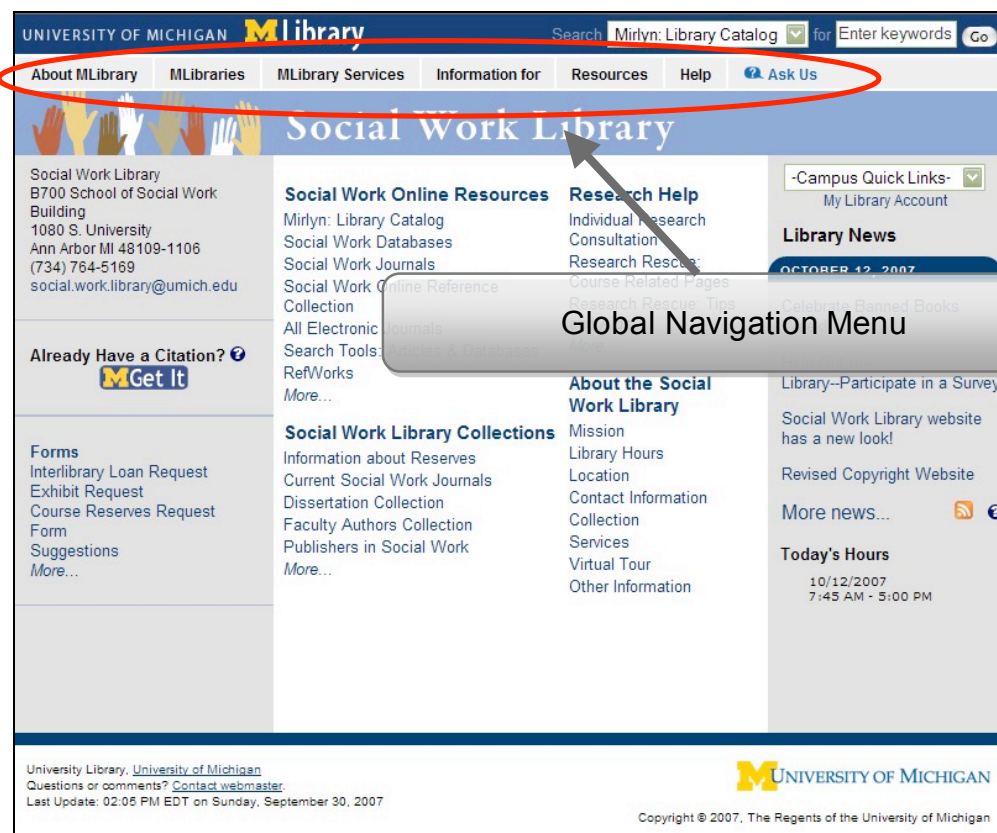 UNIVERSITY OF MICHIGAN MLibrary Search Mirlyn: Library Catalog for Enter keywords Go
About MLibrary MLibraries MLibrary Services Information for Resources Help Ask Us
Social Work Library
Social Work Library
B700 School of Social Work
Building
1080 S. University
Ann Arbor MI 48109-1106
(734) 764-5169
social.work.library@umich.edu
Already Have a Citation?
MGet It
Forms
Interlibrary Loan Request
Exhibit Request
Course Reserves Request
Form
Suggestions
More...
Social Work Online Resources
Mirlyn: Library Catalog
Social Work Databases
Social Work Journals
Social Work Online Reference
Collection
All Electronic Journals
Search Tools: Articles & Databases
RefWorks
More...
Social Work Library Collections
Information about Reserves
Current Social Work Journals
Dissertation Collection
Faculty Authors Collection
Publishers in Social Work
More...
Research Help
Individual Research
Consultation
Research Rescue:
Course Related Pages
Research Rescue: Tips
More...
Global Navigation Menu
About the Social
Work Library
Mission
Library Hours
Location
Contact Information
Collection
Services
Virtual Tour
Other Information
-Campus Quick Links-
My Library Account
Library News
OCTOBER 12, 2007
Celebrate Banned Books
Library--Participate in a Survey
Social Work Library website
has a new look!
Revised Copyright Website
More news...
Today's Hours
10/12/2007
7:45 AM - 5:00 PM
University Library, University of Michigan
Questions or comments? Contact webmaster.
Last Update: 02:05 PM EDT on Sunday, September 30, 2007
UNIVERSITY OF MICHIGAN
Copyright © 2007, The Regents of the University of Michigan